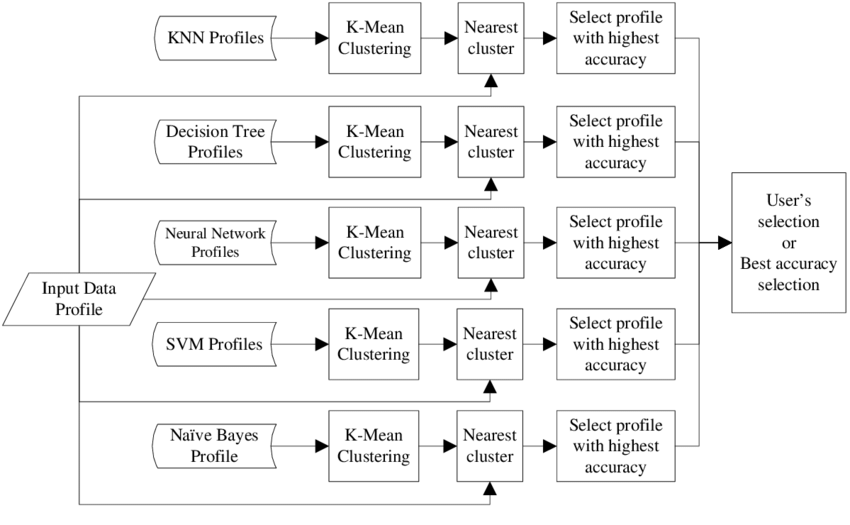 KNN Profiles
K-Mean
Clustering
Nearest
cluster
Select profile
with highest
accuracy
Decision Tree
Profiles
K-Mean
Clustering
Nearest
cluster
Select profile
with highest
accuracy
Neural Network
Profiles
K-Mean
Clustering
Nearest
cluster
Select profile
with highest
accuracy
Input Data
Profile
SVM Profiles
K-Mean
Clustering
Nearest
cluster
Select profile
with highest
accuracy
Naïve Bayes
Profile
K-Mean
Clustering
Nearest
cluster
Select profile
with highest
accuracy
User's
selection
or
Best accuracy
selection